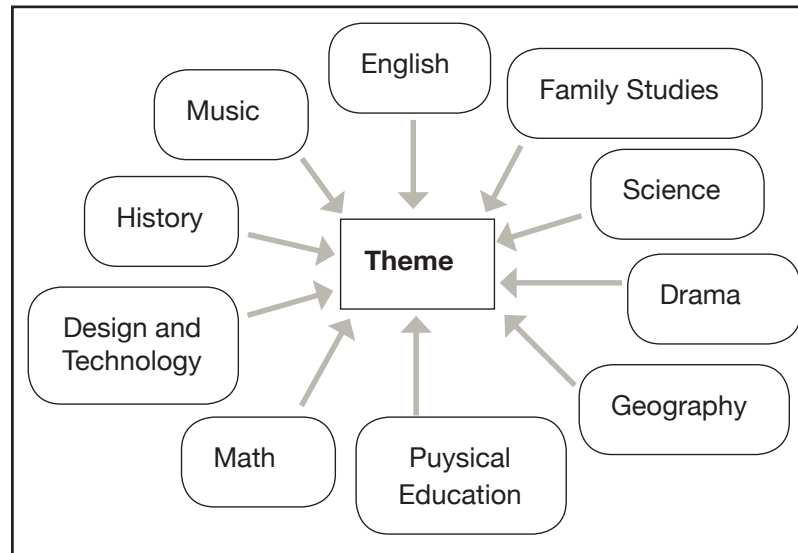 English
Family Studies
Music
Science
History
Theme
Drama
Design and
Technology
Geography
Math
Puysical
Education